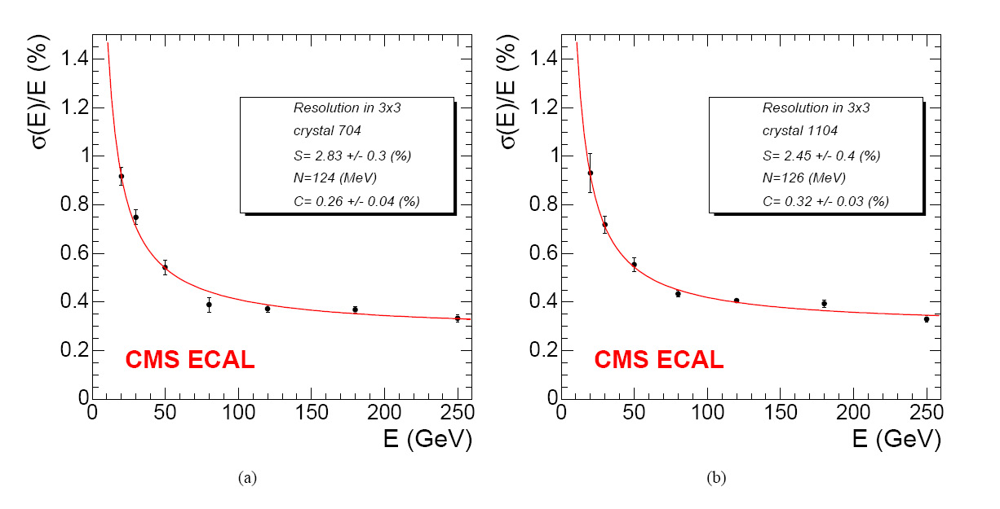 σ(E)/E (%)
1.4
1.2
1
0.8
0.6
0.4
0.2
0
0 50 100 150 200 250
E (GeV)
Resolution in 3x3
crystal 704
S= 2.83 +/- 0.3 (%)
N=124 (MeV)
C= 0.26 +/- 0.04 (%)
CMS ECAL
(a)
σ(E)/E (%)
1.4
1.2
1
0.8
0.6
0.4
0.2
0
0 50 100 150 200 250
E (GeV)
Resolution in 3x3
crystal 1104
S= 2.45 +/- 0.4 (%)
N=126 (MeV)
C= 0.32 +/- 0.03 (%)
CMS ECAL
(b)